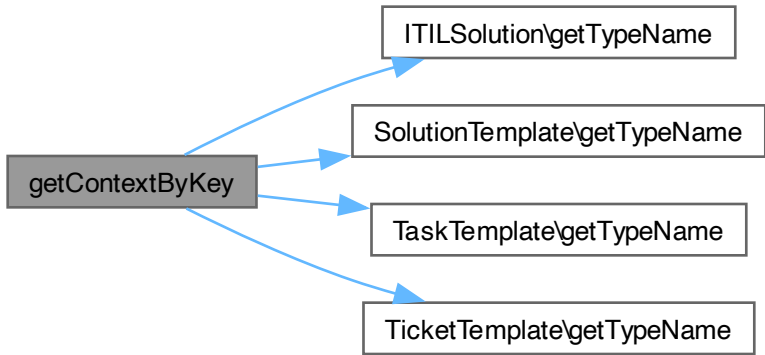 ITILSolution\getTypeName
SolutionTemplate\getTypeName
getContextByKey
TaskTemplate\getTypeName
TicketTemplate\getTypeName